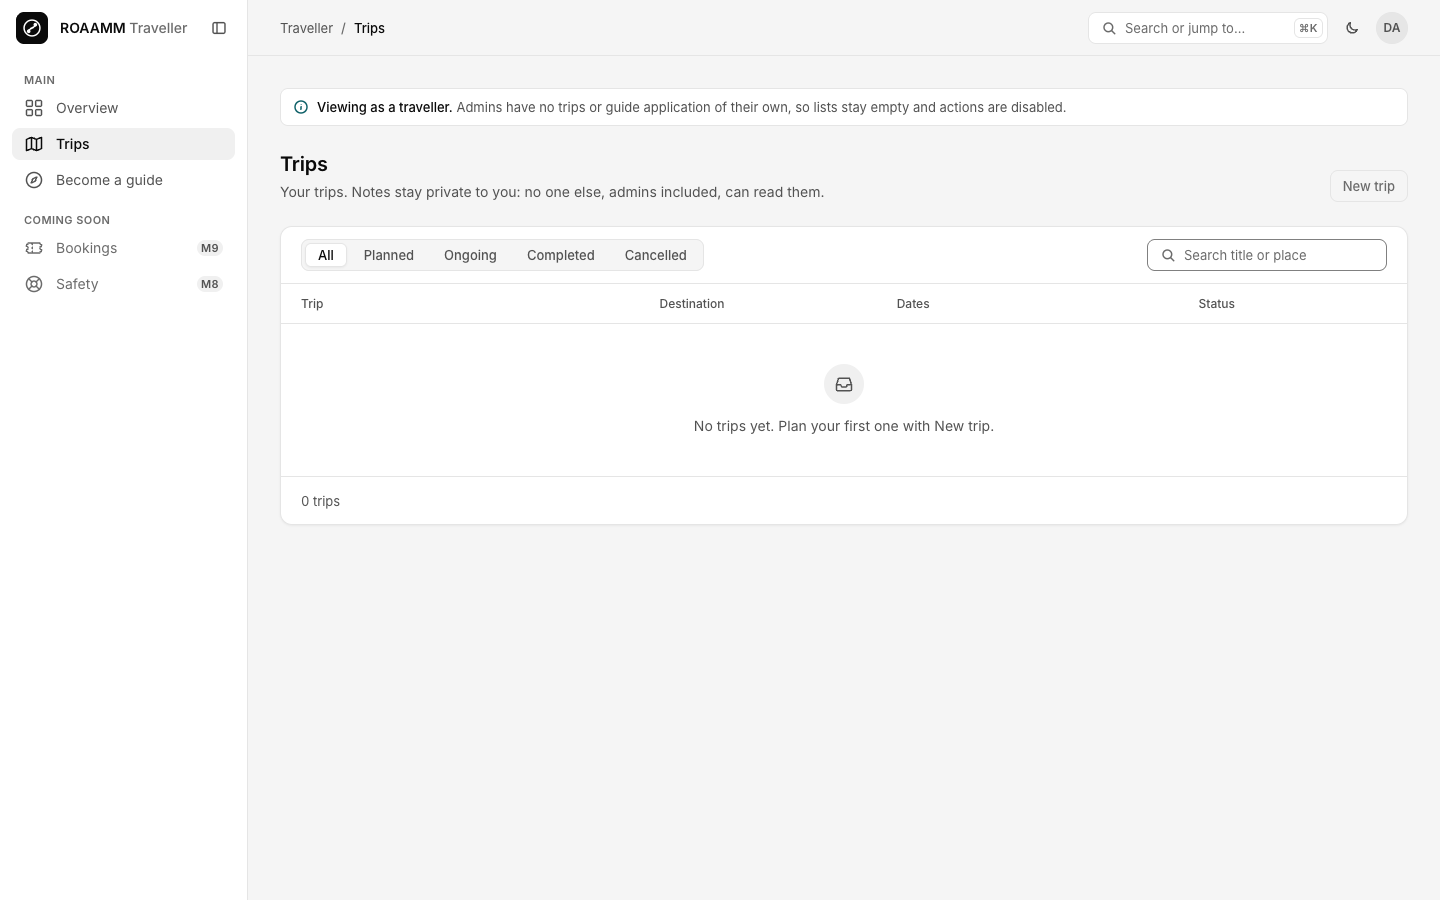 ROAAMM Traveller
MAIN
Overview
Trips
Become a guide
COMING SOON
Bookings M9
Safety M8
Traveller / Trips
Search or jump to... ⌘K
DA
Viewing as a traveller. Admins have no trips or guide application of their own, so lists stay empty and actions are disabled.
Trips
Your trips. Notes stay private to you: no one else, admins included, can read them.
New trip
All Planned Ongoing Completed Cancelled
Search title or place
Trip Destination Dates Status
No trips yet. Plan your first one with New trip.
0 trips